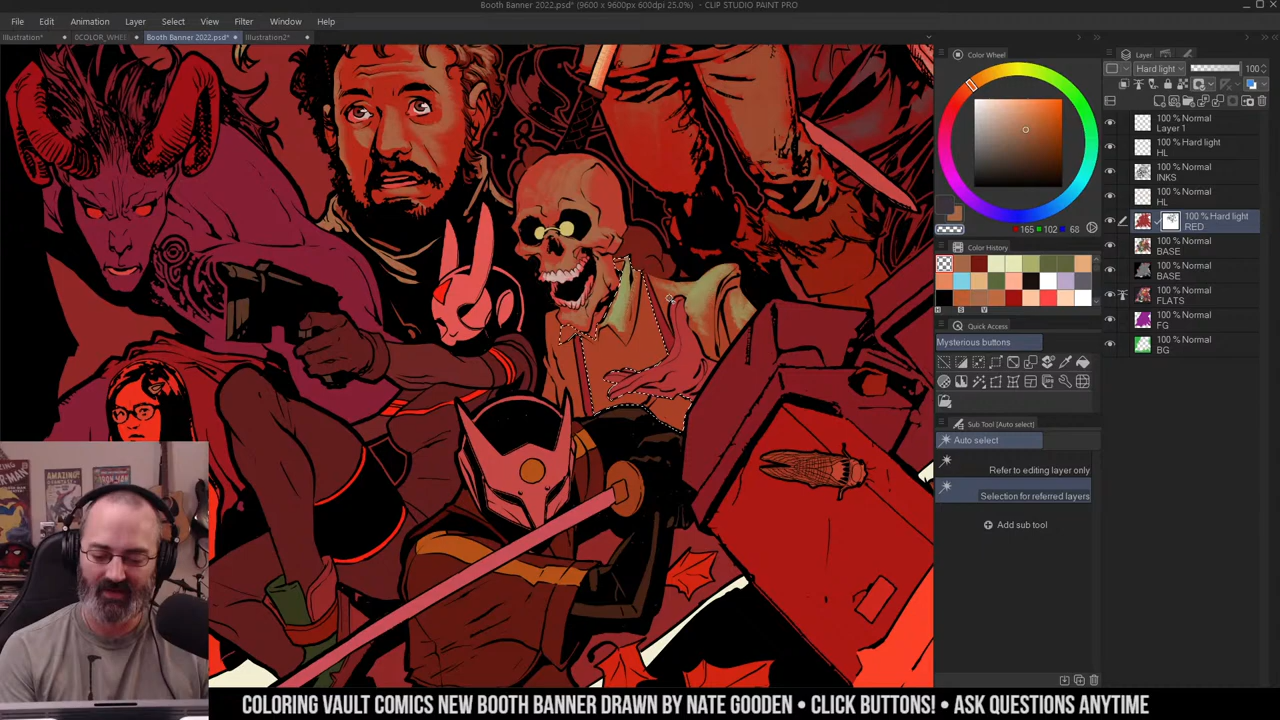 Booth Banner 2022.psd* (9600 x 9600px 600dpi 25.0%) - CLIP STUDIO PAINT PRO
File Edit Animation Layer Select View Filter Window Help
Illustration* 0COLOR_WHE Booth Banner 2022.psd* Illustration2*
Color Wheel
165 102 68
Color History
Quick Access
Mysterious buttons
Sub Tool [Auto select]
Auto select
Refer to editing layer only
Selection for referred layers
Add sub tool
Layer
Hard light 100
100 % Normal
Layer 1
100 % Hard light
HL
100 % Normal
INKS
100 % Normal
HL
100 % Hard light
RED
100 % Normal
BASE
100 % Normal
BASE
100 % Normal
FLATS
100 % Normal
FG
100 % Normal
BG
COLORING VAULT COMICS NEW BOOTH BANNER DRAWN BY NATE GOODEN • CLICK BUTTONS! • ASK QUESTIONS ANYTIME